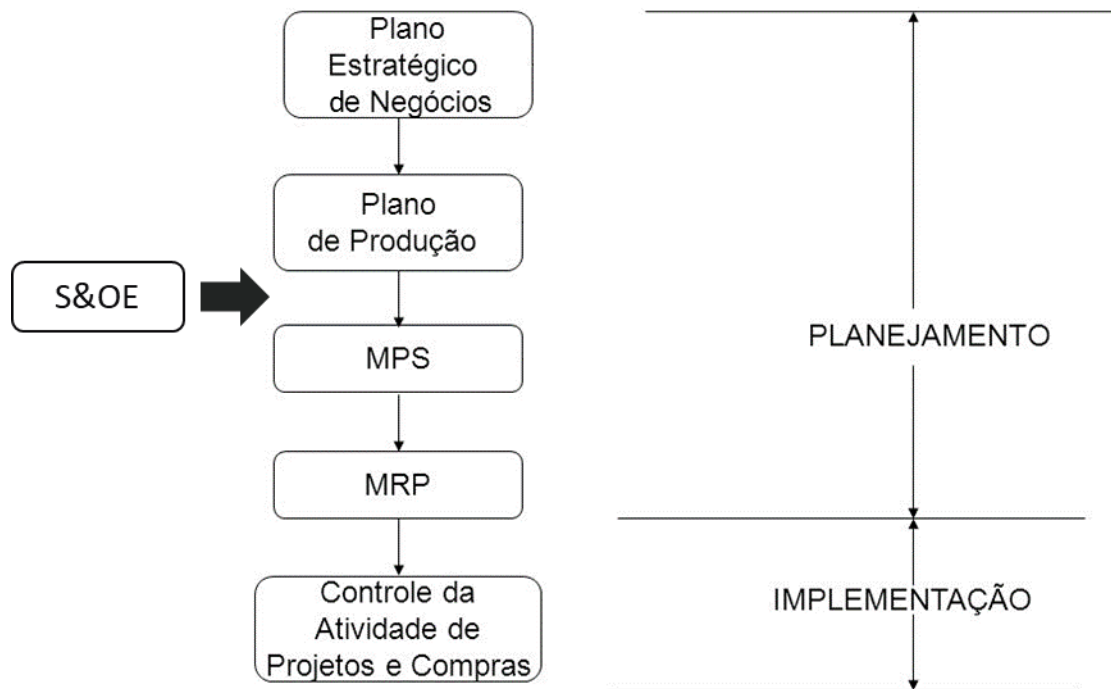 Plano
Estratégico
de Negócios
Plano
de Produção
S&OE
MPS
PLANEJAMENTO
MRP
Controle da
Atividade de
Projetos e Compras
IMPLEMENTAÇÃO